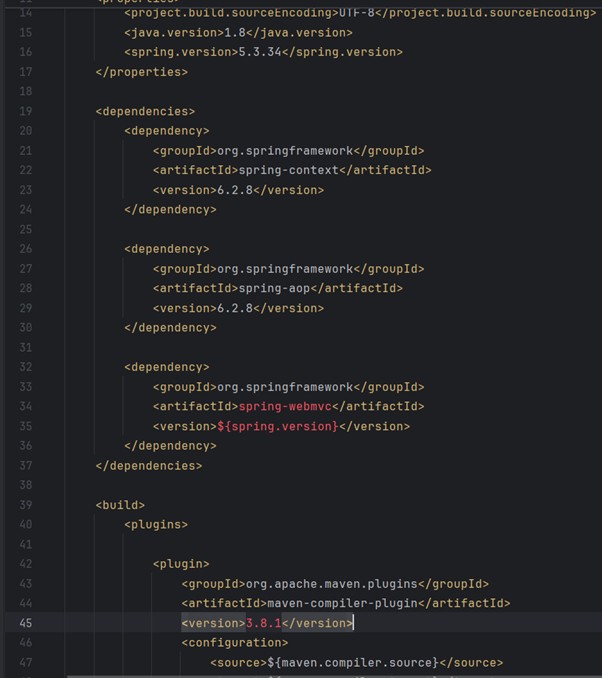 <properties>
14 <project.build.sourceEncoding>UTF-8</project.build.sourceEncoding>
15 <java.version>1.8</java.version>
16 <spring.version>5.3.34</spring.version>
17 </properties>
18
19 <dependencies>
20 <dependency>
21 <groupId>org.springframework</groupId>
22 <artifactId>spring-context</artifactId>
23 <version>6.2.8</version>
24 </dependency>
25
26 <dependency>
27 <groupId>org.springframework</groupId>
28 <artifactId>spring-aop</artifactId>
29 <version>6.2.8</version>
30 </dependency>
31
32 <dependency>
33 <groupId>org.springframework</groupId>
34 <artifactId>spring-webmvc</artifactId>
35 <version>${spring.version}</version>
36 </dependency>
37 </dependencies>
38
39 <build>
40 <plugins>
41
42 <plugin>
43 <groupId>org.apache.maven.plugins</groupId>
44 <artifactId>maven-compiler-plugin</artifactId>
45 <version>3.8.1</version>
46 <configuration>
47 <source>${maven.compiler.source}</source>